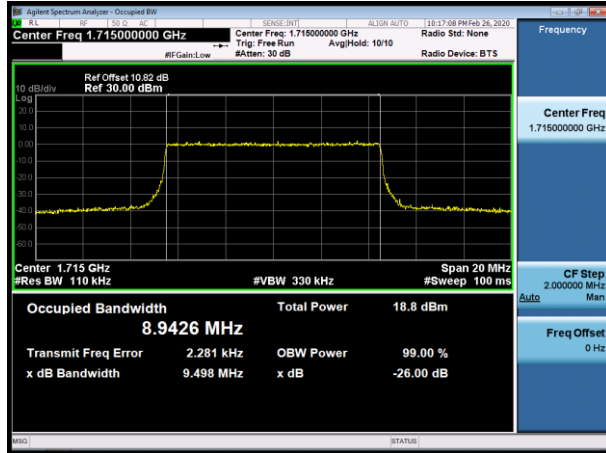 Agilent Spectrum Analyzer - Occupied BW
RL RF 50 Ω AC SENSE:INT ALIGN AUTO 10:17:08 PM Feb 26, 2020
Center Freq 1.715000000 GHz
Center Freq: 1.715000000 GHz
Radio Std: None
Trig: Free Run Avg|Hold: 10/10
#IFGain:Low #Atten: 30 dB Radio Device: BTS
Ref Offset 10.82 dB
10 dB/div Ref 30.00 dBm
Log
20.0
10.0
0.00
-10.0
-20.0
-30.0
-40.0
-50.0
-60.0
Center 1.715 GHz Span 20 MHz
#Res BW 110 kHz #VBW 330 kHz #Sweep 100 ms
Occupied Bandwidth Total Power 18.8 dBm
8.9426 MHz
Transmit Freq Error 2.281 kHz OBW Power 99.00 %
x dB Bandwidth 9.498 MHz x dB -26.00 dB
MSG STATUS
Frequency
Center Freq
1.715000000 GHz
CF Step
2.000000 MHz
Auto Man
Freq Offset
0 Hz